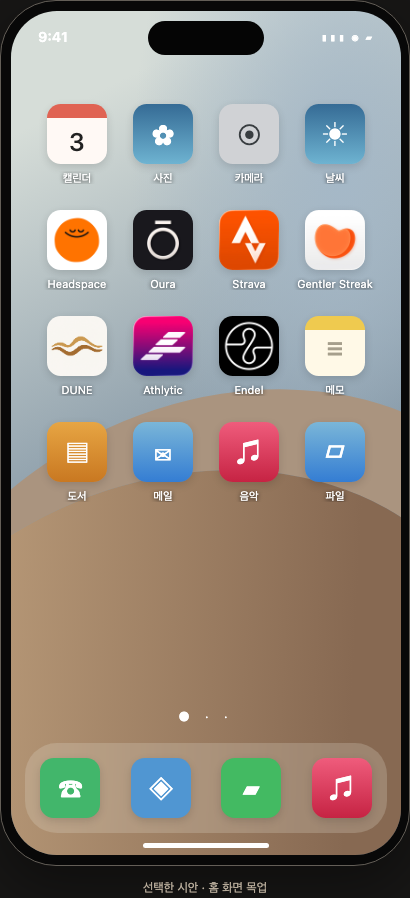 9:41
3
캘린더 사진 카메라 날씨
Headspace Oura Strava Gentler Streak
DUNE Athlytic Endel 메모
도서 메일 음악 파일
선택한 시안 · 홈 화면 목업